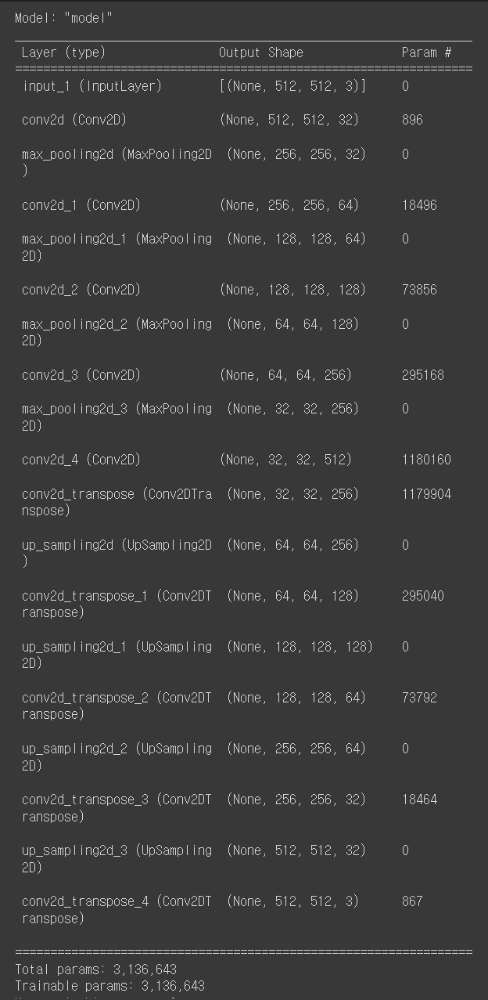 Model: "model"
Layer (type) Output Shape Param #
input_1 (InputLayer) [(None, 512, 512, 3)] 0
conv2d (Conv2D) (None, 512, 512, 32) 896
max_pooling2d (MaxPooling2D (None, 256, 256, 32) 0
)
conv2d_1 (Conv2D) (None, 256, 256, 64) 18496
max_pooling2d_1 (MaxPooling (None, 128, 128, 64) 0
2D)
conv2d_2 (Conv2D) (None, 128, 128, 128) 73856
max_pooling2d_2 (MaxPooling (None, 64, 64, 128) 0
2D)
conv2d_3 (Conv2D) (None, 64, 64, 256) 295168
max_pooling2d_3 (MaxPooling (None, 32, 32, 256) 0
2D)
conv2d_4 (Conv2D) (None, 32, 32, 512) 1180160
conv2d_transpose (Conv2DTra (None, 32, 32, 256) 1179904
nspose)
up_sampling2d (UpSampling2D (None, 64, 64, 256) 0
)
conv2d_transpose_1 (Conv2DT (None, 64, 64, 128) 295040
ranspose)
up_sampling2d_1 (UpSampling (None, 128, 128, 128) 0
2D)
conv2d_transpose_2 (Conv2DT (None, 128, 128, 64) 73792
ranspose)
up_sampling2d_2 (UpSampling (None, 256, 256, 64) 0
2D)
conv2d_transpose_3 (Conv2DT (None, 256, 256, 32) 18464
ranspose)
up_sampling2d_3 (UpSampling (None, 512, 512, 32) 0
2D)
conv2d_transpose_4 (Conv2DT (None, 512, 512, 3) 867
ranspose)
Total params: 3,136,643
Trainable params: 3,136,643